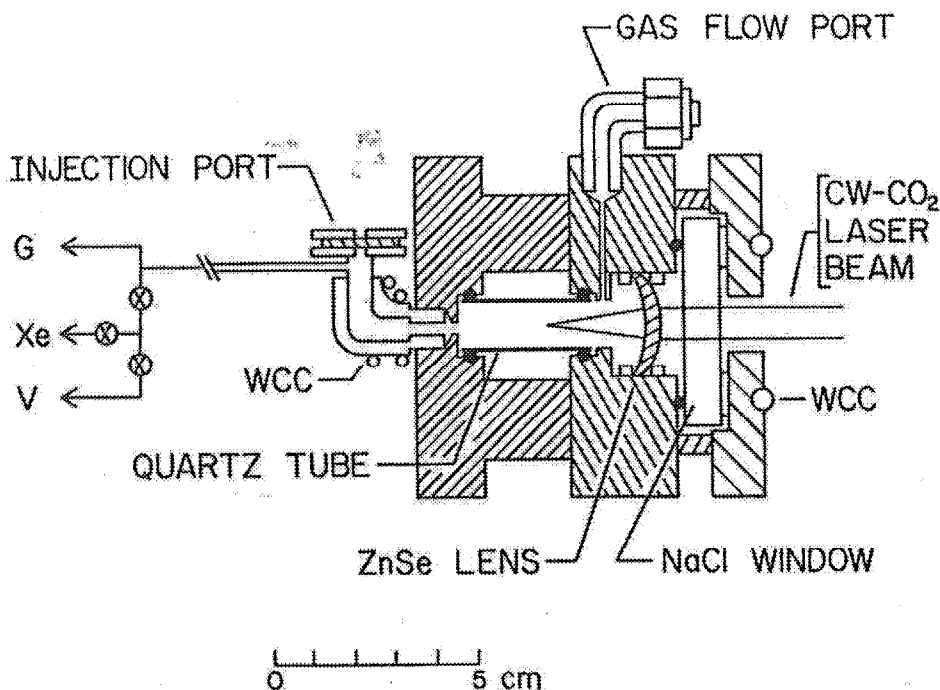 GAS FLOW PORT
INJECTION PORT
CW-CO₂
LASER
BEAM
G
Xe
V
WCC
WCC
QUARTZ TUBE
ZnSe LENS
NaCl WINDOW
0 5 cm